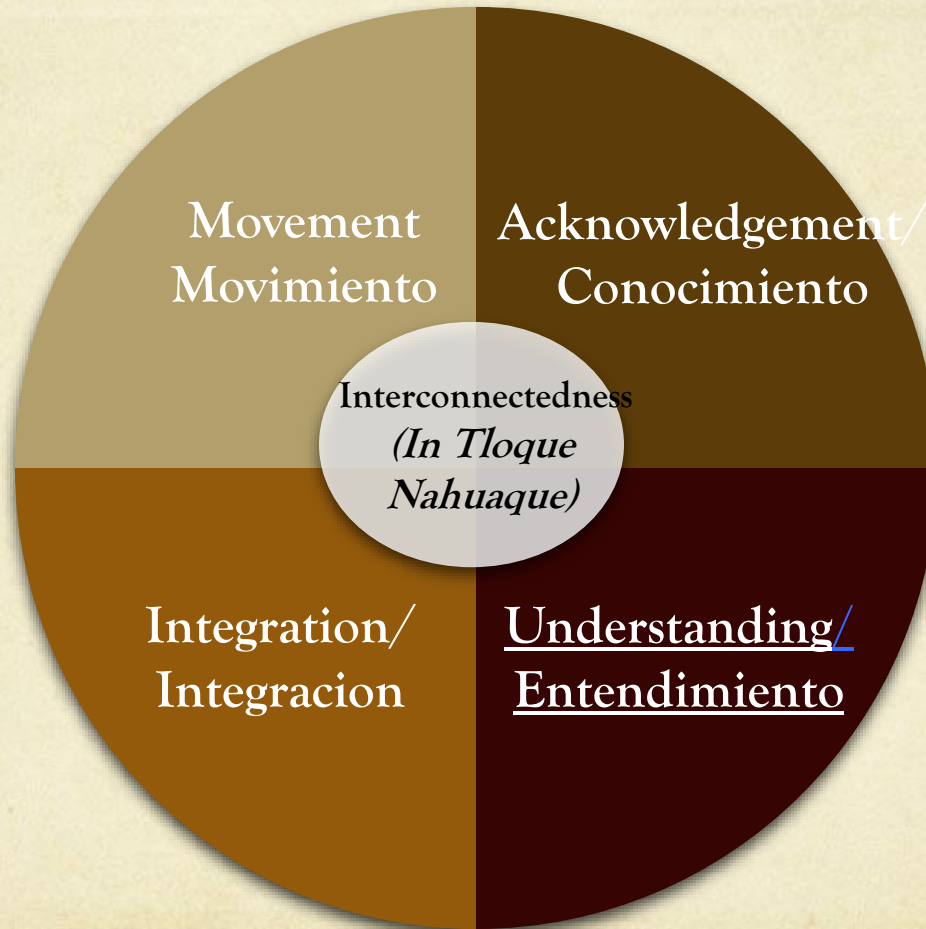 Movement
Movimiento
Acknowledgement/
Conocimiento
Interconnectedness
(In Tloque
Nahuaque)
Integration/
Integracion
Understanding/
Entendimiento